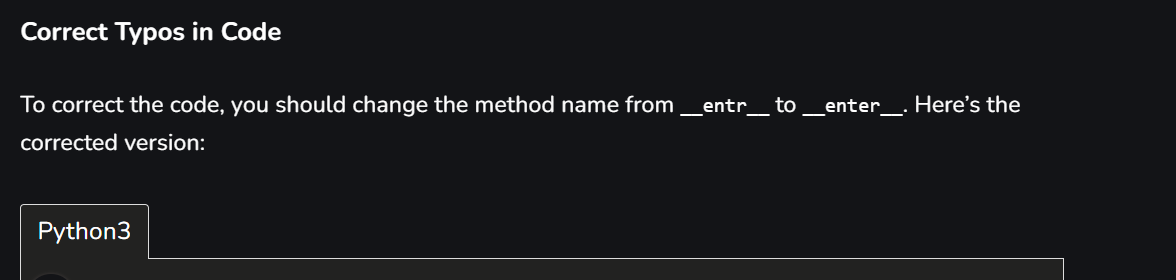 Correct Typos in Code
To correct the code, you should change the method name from __entr__ to __enter__. Here’s the
corrected version:
Python3